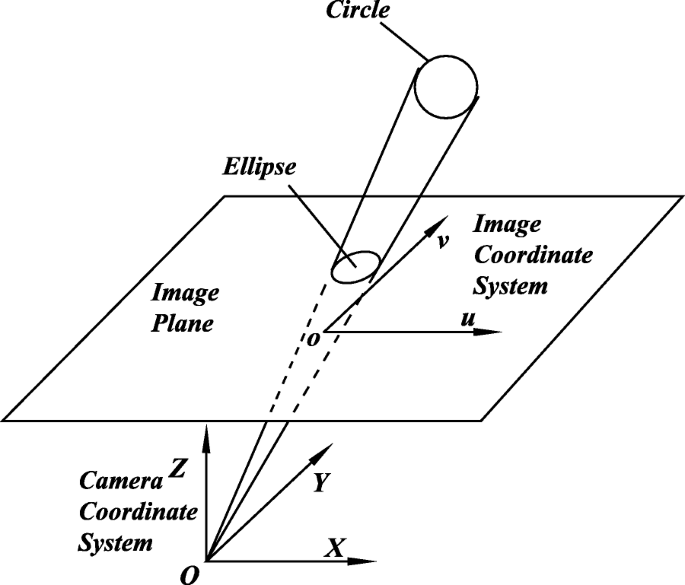 Circle
Ellipse
Image
Coordinate
System
v
Image
Plane
u
o
Camera
Coordinate
System
Z
Y
X
O